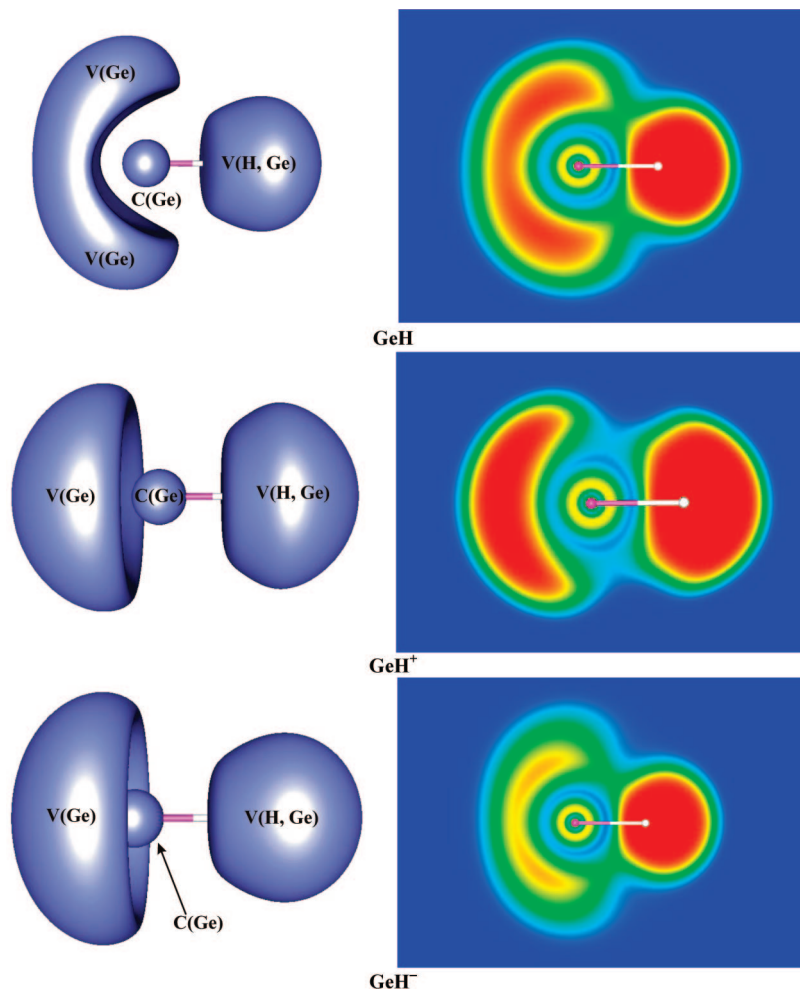 V(Ge)
V(H, Ge)
C(Ge)
V(Ge)
GeH
V(Ge)
C(Ge)
V(H, Ge)
GeH⁺
V(Ge)
V(H, Ge)
C(Ge)
GeH⁻